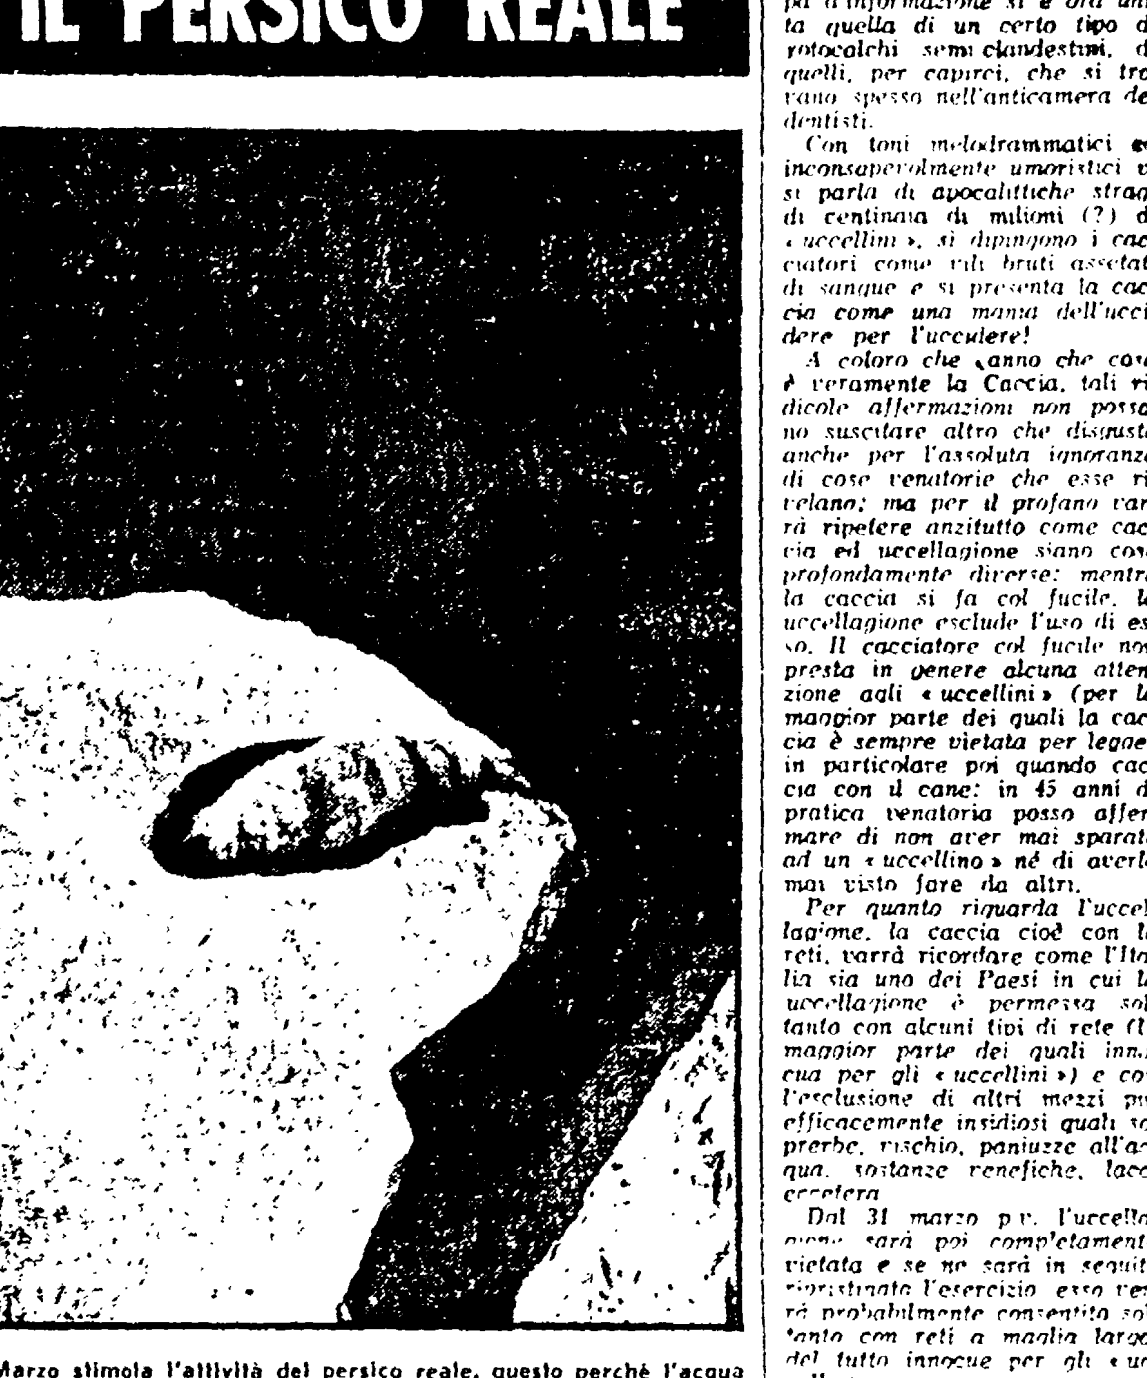 IL PERSICO REALE
Marzo stimola l'attività del persico reale, questo perché l'acqua
pa d'informazione si è ora uni
ta quella di un certo tipo d
rotocalchi semiclandestini, d
quelli, per capirci, che si tro
vano spesso nell'anticamera de
dentisti.
Con toni melodrammatici e
inconsapevolmente umoristici v
si parla di apocalittiche strag
di centinaia di milioni (?) d
« uccellini », si dipingono i cac
ciatori come vili bruti assetat
di sangue e si presenta la cac
cia come una mania dell'ucci
dere per l'uccidere!
A coloro che sanno che cos
è veramente la Caccia, tali ri
dicole affermazioni non posso
no suscitare altro che disgust
anche per l'assoluta ignoranz
di cose venatorie che esse ri
velano; ma per il profano var
rà ripetere anzitutto come cac
cia ed uccellagione siano cos
profondamente diverse: mentr
la caccia si fa col fucile, l
uccellagione esclude l'uso di es
so. Il cacciatore col fucile non
presta in genere alcuna atten
zione agli « uccellini » (per l
maggior parte dei quali la cac
cia è sempre vietata per legge
in particolare poi quando cac
cia con il cane: in 45 anni d
pratica venatoria posso affer
mare di non aver mai sparat
ad un « uccellino » né di averl
mai visto fare da altri.
Per quanto riguarda l'uccel
lagione, la caccia cioè con l
reti, varrà ricordare come l'Ita
lia sia uno dei Paesi in cui l
uccellagione è permessa sol
tanto con alcuni tipi di rete (l
maggior parte dei quali inn
cua per gli « uccellini ») e co
l'esclusione di altri mezzi pi
efficacemente insidiosi quali so
prerbe, vischio, paniuzze all'ac
qua, sostanze venefiche, lacc
eccetera
Dal 31 marzo p.v. l'uccella
gione sarà poi completament
vietata e se ne sarà in seguit
ripristinato l'esercizio esso ver
rà probabilmente consentito sol
tanto con reti a maglia larga
del tutto innocue per gli « uc